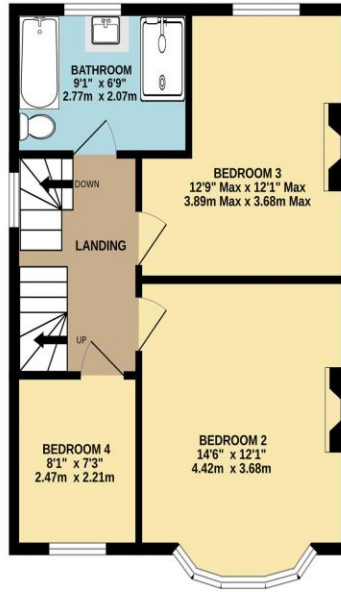 BATHROOM
9'1" x 6'9"
2.77m x 2.07m
DOWN
LANDING
BEDROOM 3
12'9" Max x 12'1" Max
3.89m Max x 3.68m Max
UP
BEDROOM 4
8'1" x 7'3"
2.47m x 2.21m
BEDROOM 2
14'6" x 12'1"
4.42m x 3.68m